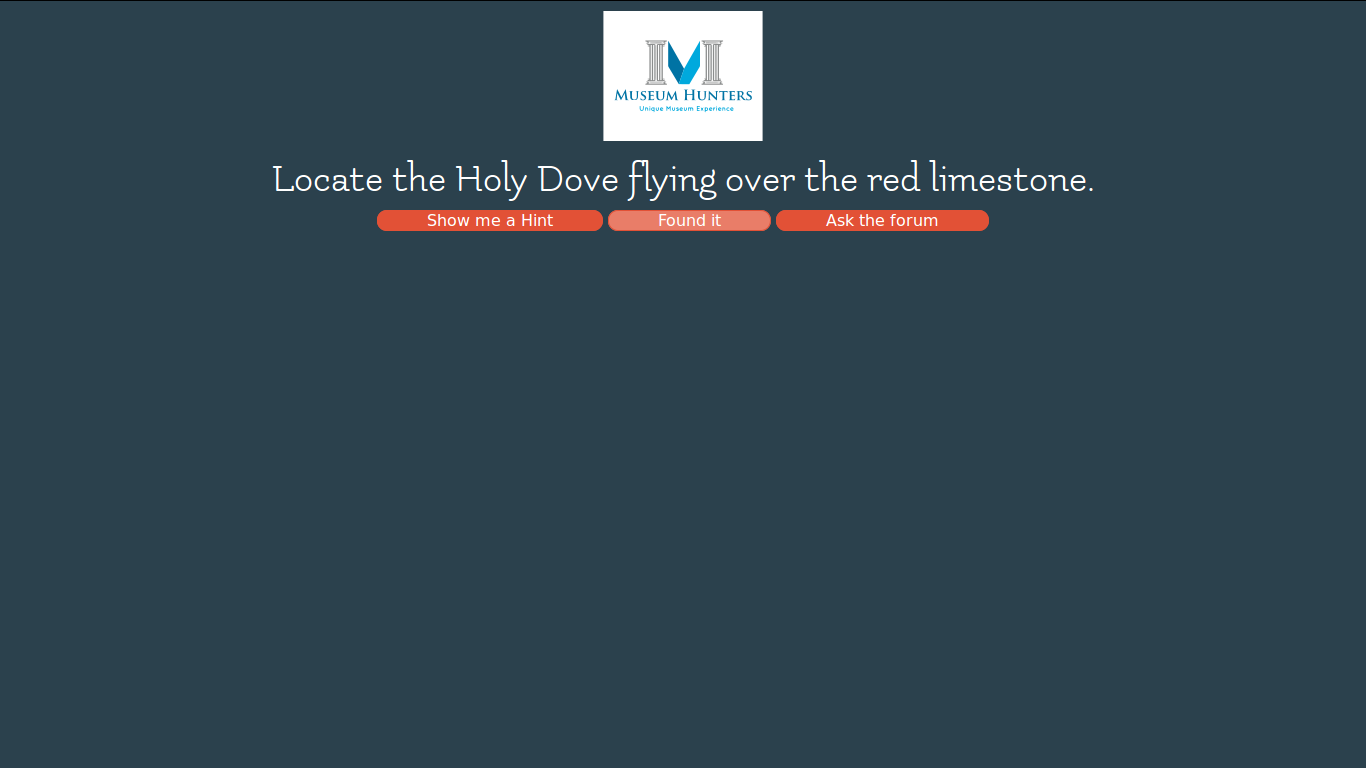 MUSEUM HUNTERS
Unique Museum Experience
Locate the Holy Dove flying over the red limestone.
Show me a Hint
Found it
Ask the forum